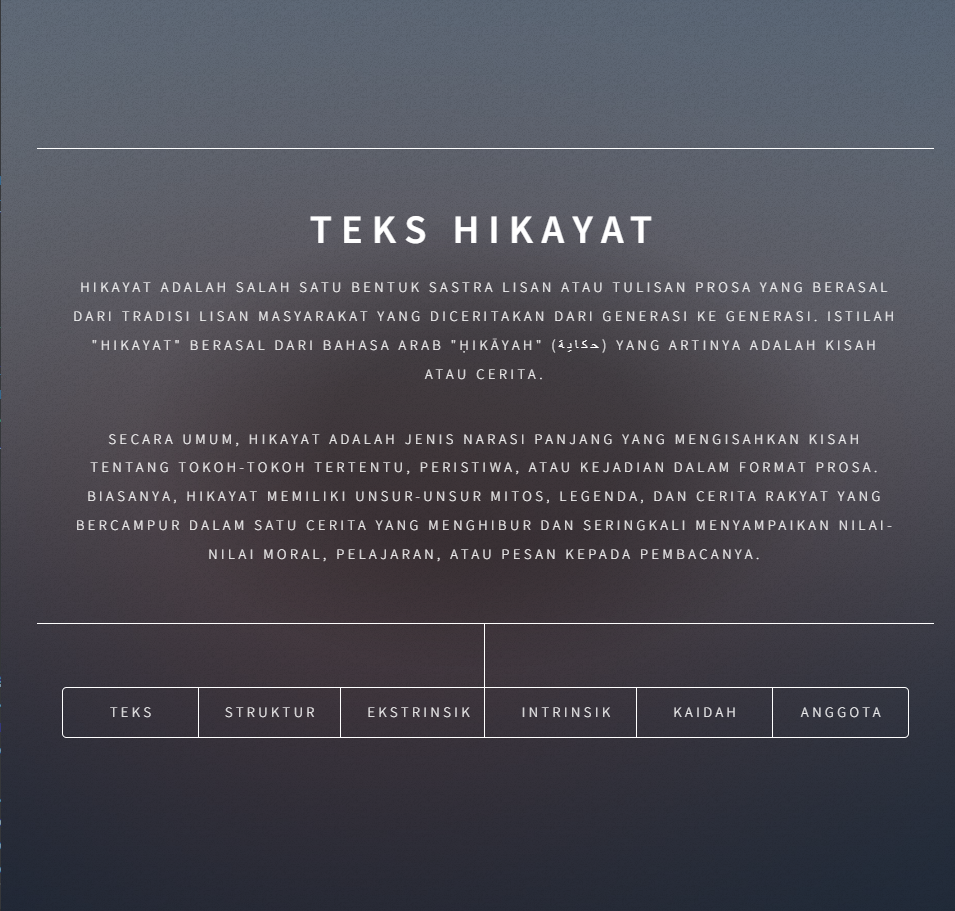 TEKS HIKAYAT
HIKAYAT ADALAH SALAH SATU BENTUK SASTRA LISAN ATAU TULISAN PROSA YANG BERASAL
DARI TRADISI LISAN MASYARAKAT YANG DICERITAKAN DARI GENERASI KE GENERASI. ISTILAH
"HIKAYAT" BERASAL DARI BAHASA ARAB "ḤIKĀYAH" (حكاية) YANG ARTINYA ADALAH KISAH
ATAU CERITA.
SECARA UMUM, HIKAYAT ADALAH JENIS NARASI PANJANG YANG MENGISAHKAN KISAH
TENTANG TOKOH-TOKOH TERTENTU, PERISTIWA, ATAU KEJADIAN DALAM FORMAT PROSA.
BIASANYA, HIKAYAT MEMILIKI UNSUR-UNSUR MITOS, LEGENDA, DAN CERITA RAKYAT YANG
BERCAMPUR DALAM SATU CERITA YANG MENGHIBUR DAN SERINGKALI MENYAMPAIKAN NILAI-
NILAI MORAL, PELAJARAN, ATAU PESAN KEPADA PEMBACANYA.
TEKS STRUKTUR EKSTRINSIK INTRINSIK KAIDAH ANGGOTA